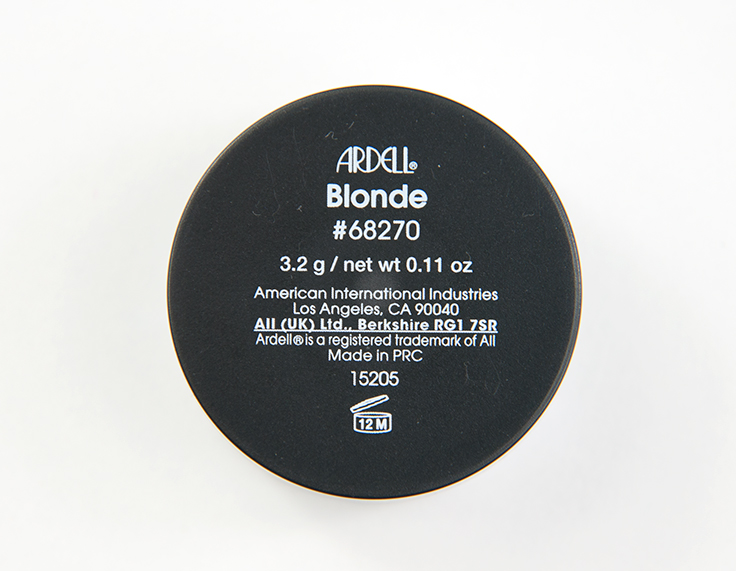 ARDELL®
Blonde
#68270
3.2 g / net wt 0.11 oz
American International Industries
Los Angeles, CA 90040
AII (UK) Ltd., Berkshire RG1 7SR
Ardell® is a registered trademark of AII
Made in PRC
15205
12 M